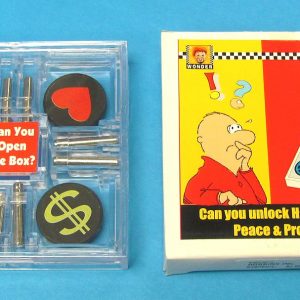 an You
Open
e Box?
$
WONDER
! ? ?
Can you unlock H
Peace & Pro